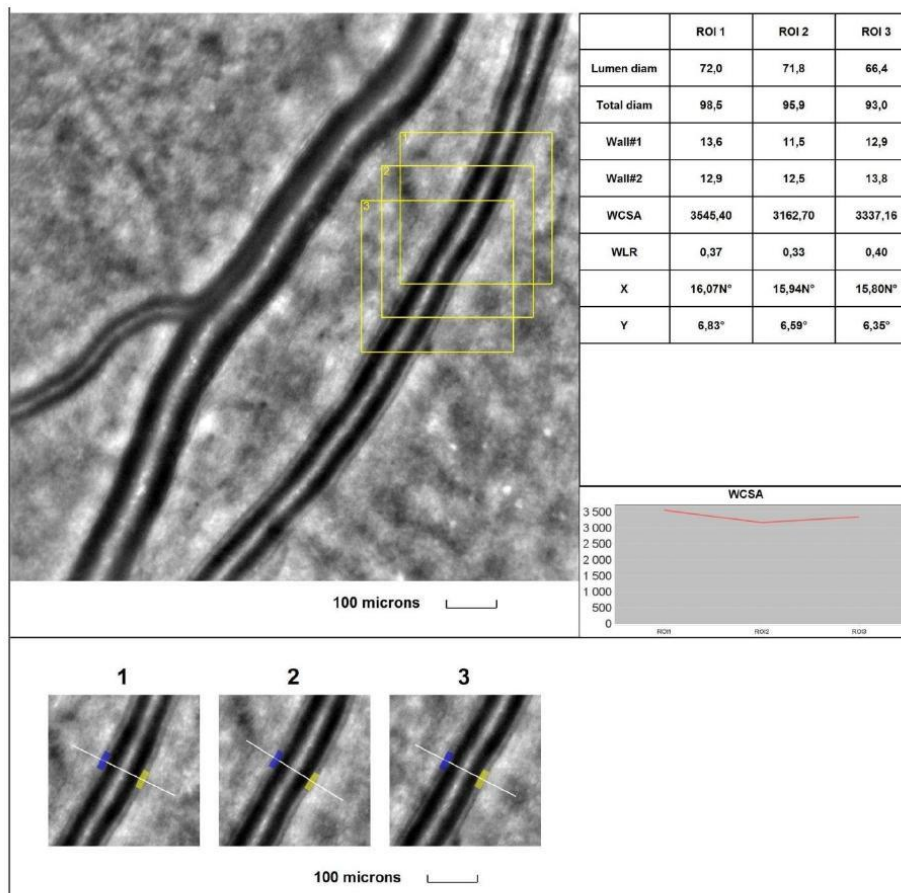 ROI 1 ROI 2 ROI 3
Lumen diam 72,0 71,8 66,4
Total diam 98,5 95,9 93,0
Wall#1 13,6 11,5 12,9
Wall#2 12,9 12,5 13,8
WCSA 3545,40 3162,70 3337,16
WLR 0,37 0,33 0,40
X 16,07N° 15,94N° 15,80N°
Y 6,83° 6,59° 6,35°
1
2
3
100 microns
WCSA
3 500
3 000
2 500
2 000
1 500
1 000
500
0
ROI1 ROI2 ROI3
1 2 3
100 microns